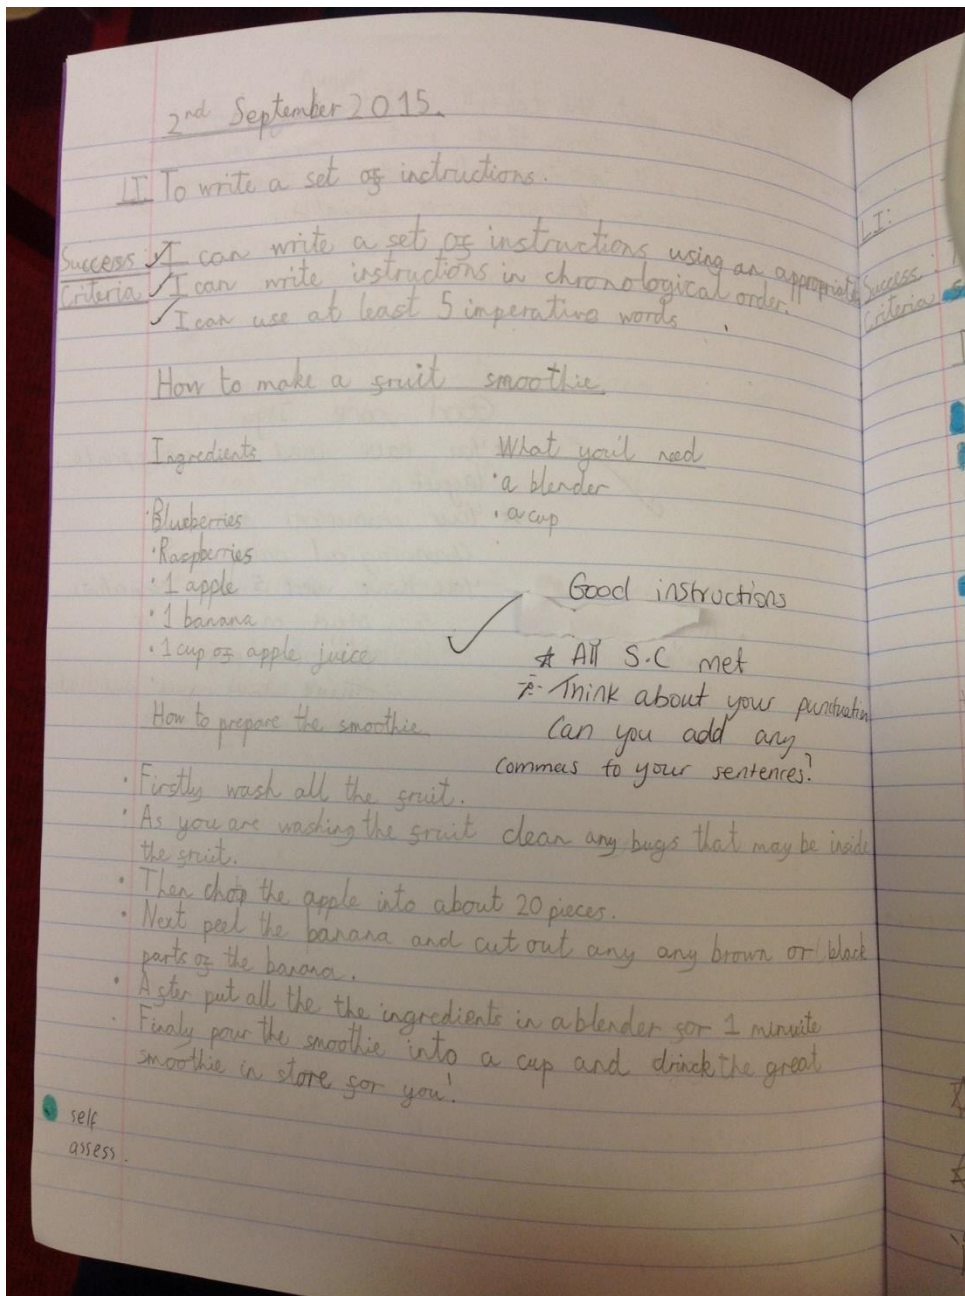 2nd September 2015.
LI To write a set of instructions.
Success : ✓ I can write a set of instructions using an appropriate
Criteria ✓ I can write instructions in chronological order.
✓ I can use at least 5 imperative words
How to make a fruit smoothie
Ingredients
·Blueberries
·Raspberries
·1 apple
·1 banana
·1 cup of apple juice
What you'll need
·a blender
·a cup
Good instructions
All S.C met
Think about your punctuation
Can you add any
commas to your sentences?
How to prepare the smoothie
· Firstly wash all the fruit.
· As you are washing the fruit clean any bugs that may be inside
the fruit.
· Then chop the apple into about 20 pieces.
· Next peel the banana and cut out any any brown or black
parts of the banana.
· After put all the the ingredients in a blender for 1 minuite
· Finaly pour the smoothie into a cup and drinck the great
smoothie in store for you!
self
assess.
LI:
Success :
Criteria